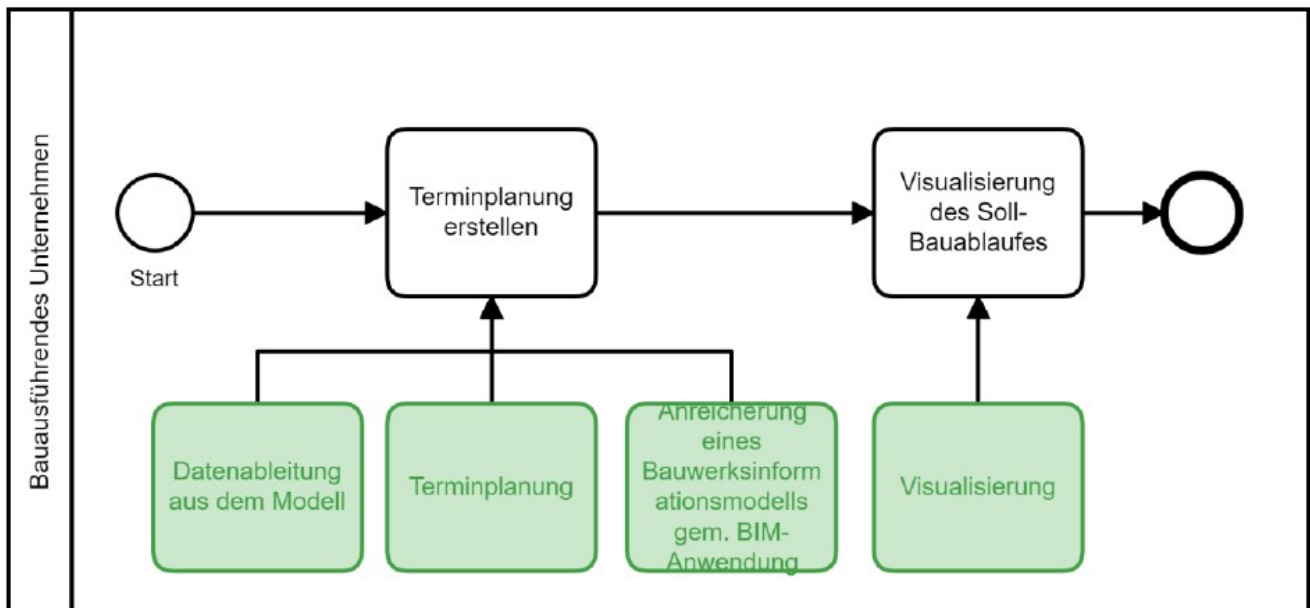 Bauausführendes Unternehmen
Terminplanung
erstellen
Visualisierung
des Soll-
Bauablaufes
Start
Datenableitung
aus dem Modell
Terminplanung
Anreicherung
eines
Bauwerksinform
ationsmodells
gem. BIM-
Anwendung
Visualisierung